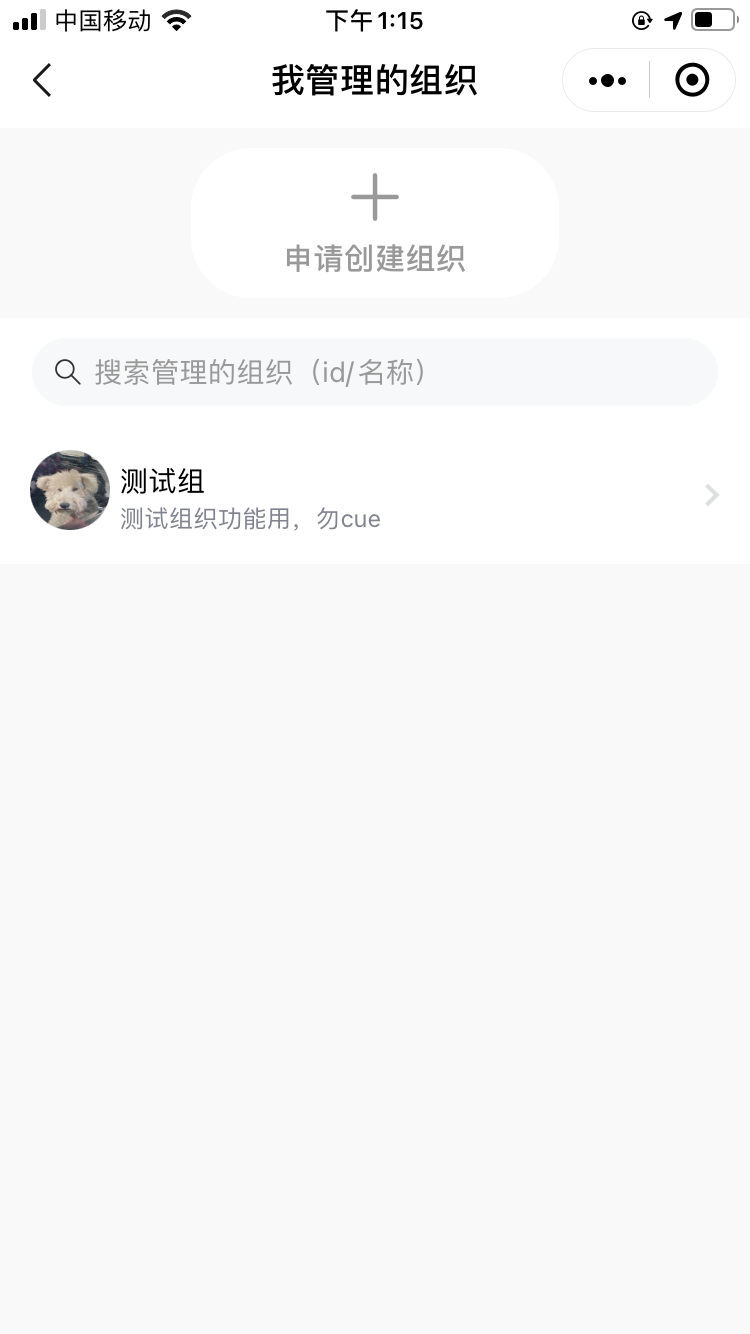 中国移动
下午1:15
我管理的组织
申请创建组织
搜索管理的组织（id/名称）
测试组
测试组织功能用，勿cue